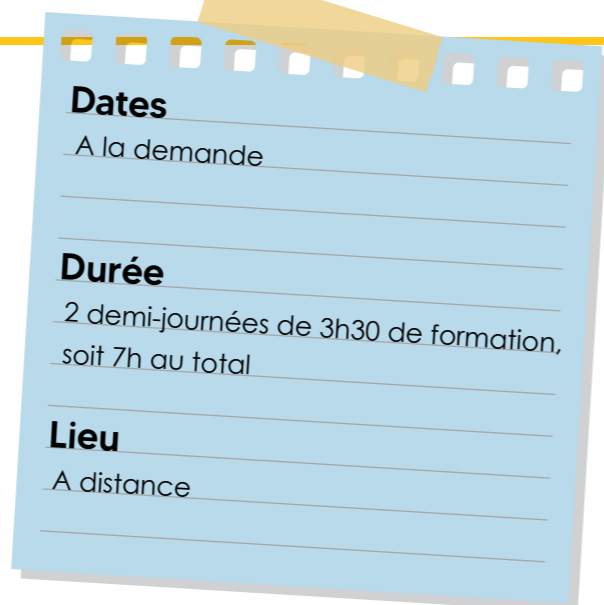 Dates
A la demande
Durée
2 demi-journées de 3h30 de formation,
soit 7h au total
Lieu
A distance